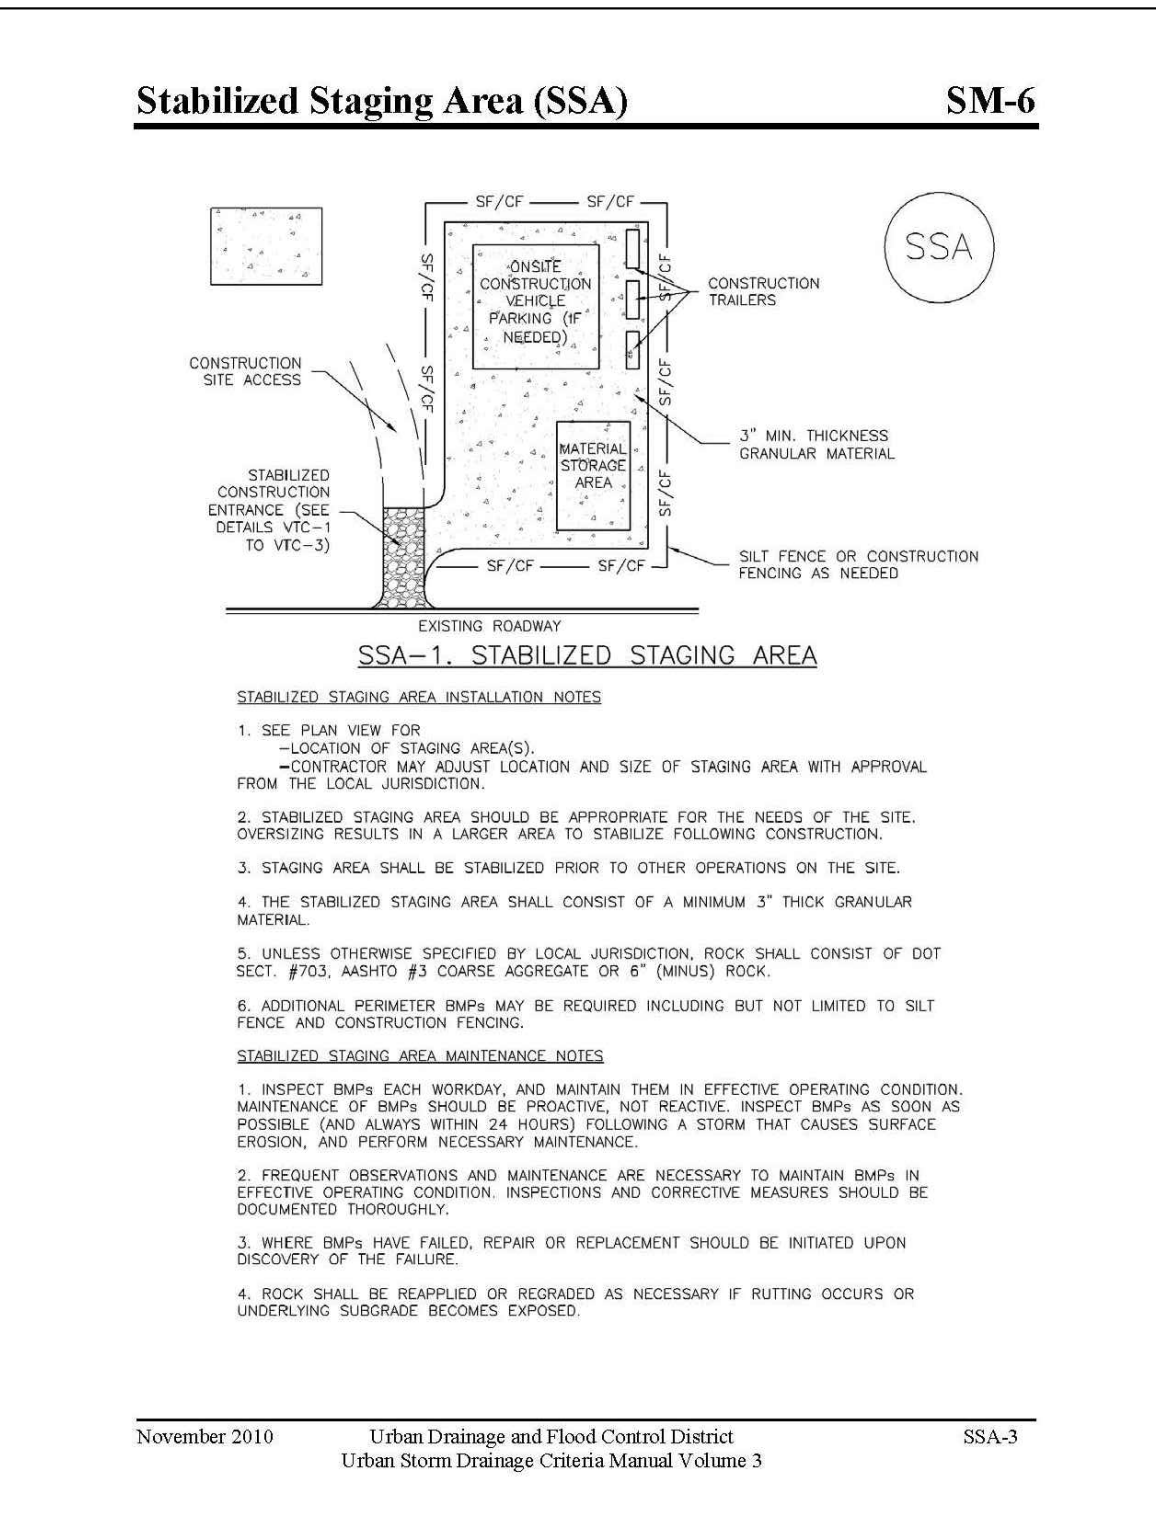 Stabilized Staging Area (SSA) SM-6
SF/CF SF/CF
SSA
SF/CF
SF/CF
ONSITE
CONSTRUCTION
VEHICLE
PARKING (IF
NEEDED)
CONSTRUCTION
TRAILERS
CONSTRUCTION
SITE ACCESS
SF/CF
SF/CF
3" MIN. THICKNESS
GRANULAR MATERIAL
MATERIAL
STORAGE
AREA
SF/CF
STABILIZED
CONSTRUCTION
ENTRANCE (SEE
DETAILS VTC-1
TO VTC-3)
SF/CF SF/CF
SILT FENCE OR CONSTRUCTION
FENCING AS NEEDED
EXISTING ROADWAY
SSA-1. STABILIZED STAGING AREA
STABILIZED STAGING AREA INSTALLATION NOTES
1. SEE PLAN VIEW FOR
-LOCATION OF STAGING AREA(S).
-CONTRACTOR MAY ADJUST LOCATION AND SIZE OF STAGING AREA WITH APPROVAL
FROM THE LOCAL JURISDICTION.
2. STABILIZED STAGING AREA SHOULD BE APPROPRIATE FOR THE NEEDS OF THE SITE.
OVERSIZING RESULTS IN A LARGER AREA TO STABILIZE FOLLOWING CONSTRUCTION.
3. STAGING AREA SHALL BE STABILIZED PRIOR TO OTHER OPERATIONS ON THE SITE.
4. THE STABILIZED STAGING AREA SHALL CONSIST OF A MINIMUM 3" THICK GRANULAR
MATERIAL.
5. UNLESS OTHERWISE SPECIFIED BY LOCAL JURISDICTION, ROCK SHALL CONSIST OF DOT
SECT. #703, AASHTO #3 COARSE AGGREGATE OR 6" (MINUS) ROCK.
6. ADDITIONAL PERIMETER BMPs MAY BE REQUIRED INCLUDING BUT NOT LIMITED TO SILT
FENCE AND CONSTRUCTION FENCING.
STABILIZED STAGING AREA MAINTENANCE NOTES
1. INSPECT BMPs EACH WORKDAY, AND MAINTAIN THEM IN EFFECTIVE OPERATING CONDITION.
MAINTENANCE OF BMPs SHOULD BE PROACTIVE, NOT REACTIVE. INSPECT BMPs AS SOON AS
POSSIBLE (AND ALWAYS WITHIN 24 HOURS) FOLLOWING A STORM THAT CAUSES SURFACE
EROSION, AND PERFORM NECESSARY MAINTENANCE.
2. FREQUENT OBSERVATIONS AND MAINTENANCE ARE NECESSARY TO MAINTAIN BMPs IN
EFFECTIVE OPERATING CONDITION. INSPECTIONS AND CORRECTIVE MEASURES SHOULD BE
DOCUMENTED THOROUGHLY.
3. WHERE BMPs HAVE FAILED, REPAIR OR REPLACEMENT SHOULD BE INITIATED UPON
DISCOVERY OF THE FAILURE.
4. ROCK SHALL BE REAPPLIED OR REGRADED AS NECESSARY IF RUTTING OCCURS OR
UNDERLYING SUBGRADE BECOMES EXPOSED.
November 2010 Urban Drainage and Flood Control District SSA-3
Urban Storm Drainage Criteria Manual Volume 3